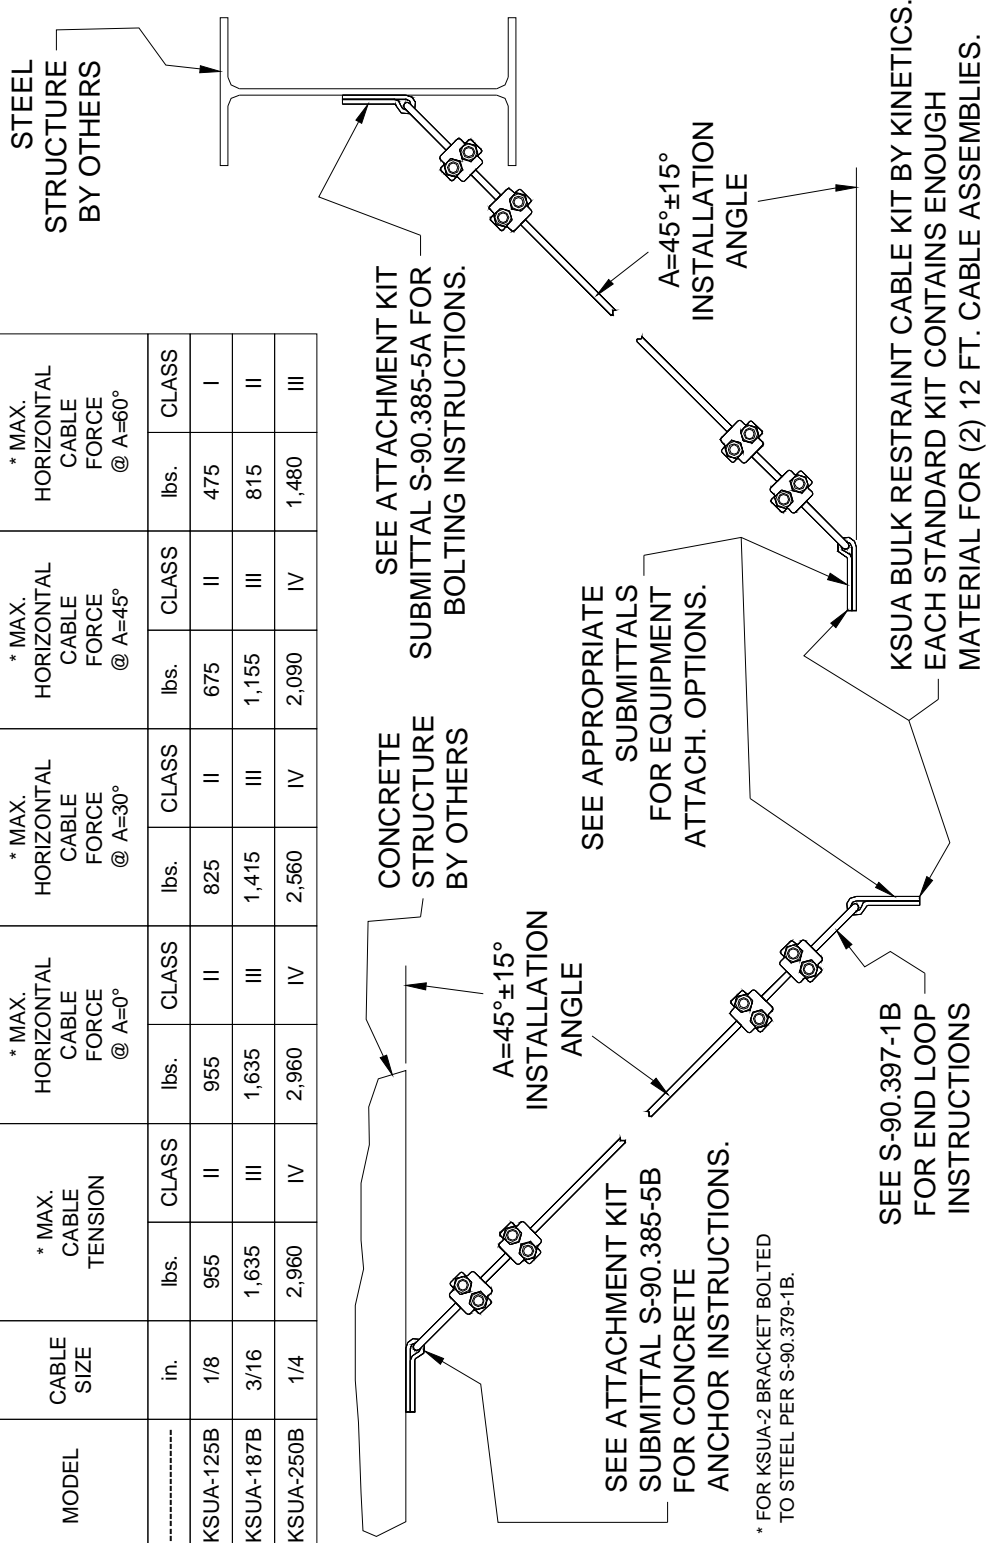 MODEL
CABLE
SIZE
* MAX.
CABLE
TENSION
* MAX.
HORIZONTAL
CABLE
FORCE
@ A=0°
* MAX.
HORIZONTAL
CABLE
FORCE
@ A=30°
* MAX.
HORIZONTAL
CABLE
FORCE
@ A=45°
* MAX.
HORIZONTAL
CABLE
FORCE
@ A=60°
------------ in. lbs. CLASS lbs. CLASS lbs. CLASS lbs. CLASS lbs. CLASS
KSUA-125B 1/8 955 II 955 II 825 II 675 II 475 I
KSUA-187B 3/16 1,635 III 1,635 III 1,415 III 1,155 III 815 II
KSUA-250B 1/4 2,960 IV 2,960 IV 2,560 IV 2,090 IV 1,480 III
CONCRETE
STRUCTURE
BY OTHERS
STEEL
STRUCTURE
BY OTHERS
SEE ATTACHMENT KIT
SUBMITTAL S-90.385-5A FOR
BOLTING INSTRUCTIONS.
A=45°±15°
INSTALLATION
ANGLE
A=45°±15°
INSTALLATION
ANGLE
SEE APPROPRIATE
SUBMITTALS
FOR EQUIPMENT
ATTACH. OPTIONS.
SEE ATTACHMENT KIT
SUBMITTAL S-90.385-5B
FOR CONCRETE
ANCHOR INSTRUCTIONS.
* FOR KSUA-2 BRACKET BOLTED
TO STEEL PER S-90.379-1B.
SEE S-90.397-1B
FOR END LOOP
INSTRUCTIONS
KSUA BULK RESTRAINT CABLE KIT BY KINETICS.
EACH STANDARD KIT CONTAINS ENOUGH
MATERIAL FOR (2) 12 FT. CABLE ASSEMBLIES.